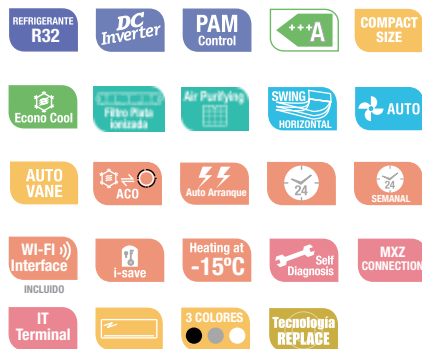 REFRIGERANTE
R32
DC
Inverter
PAM
Control
+++A
COMPACT
SIZE
Econo Cool
Filtro Plata
ionizada
Air Purifying
SWING
HORIZONTAL
AUTO
AUTO
VANE
ACO
Auto Arranque
24
24
SEMANAL
WI-FI
Interface
INCLUIDO
i-save
Heating at
-15ºC
Self
Diagnosis
MXZ
CONNECTION
IT
Terminal
3 COLORES
Tecnología
REPLACE